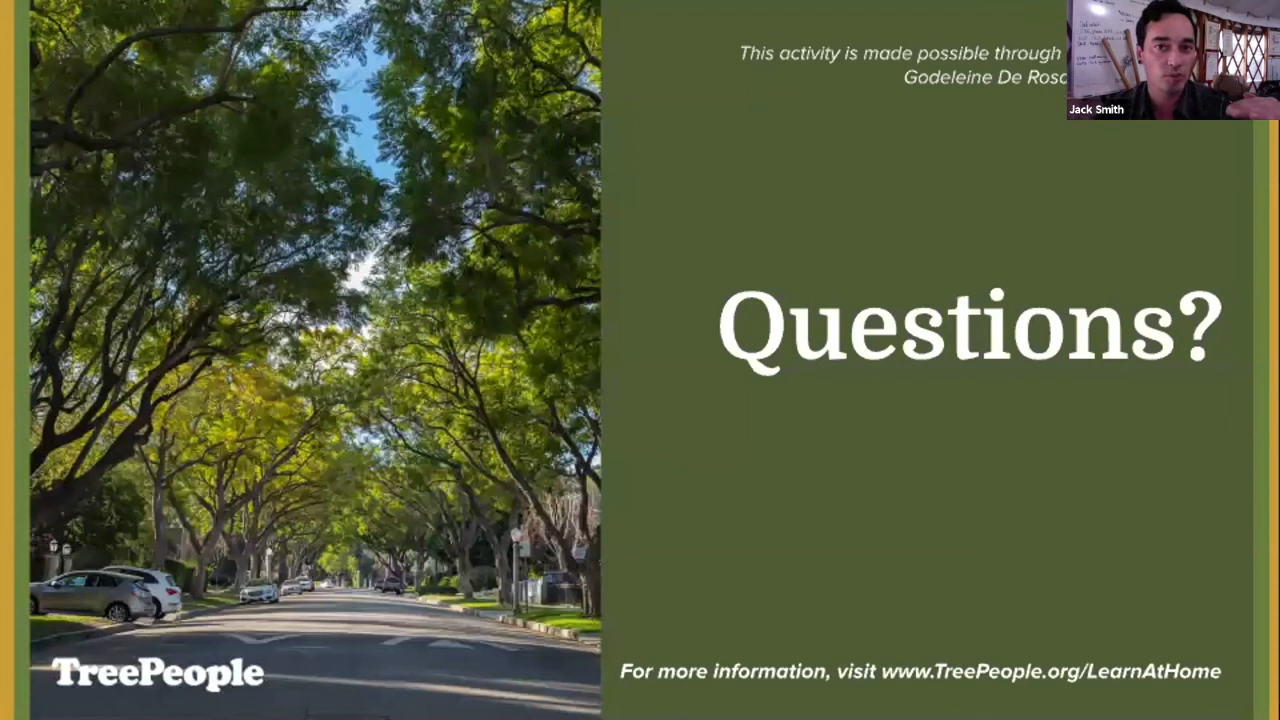 This activity is made possible through
Godeleine De Rosa
Jack Smith
Questions?
TreePeople
For more information, visit www.TreePeople.org/LearnAtHome